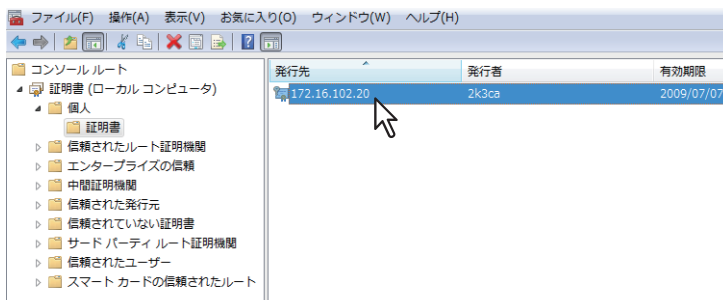 ファイル(F) 操作(A) 表示(V) お気に入り(O) ウィンドウ(W) ヘルプ(H)
コンソール ルート
証明書 (ローカル コンピュータ)
個人
証明書
信頼されたルート証明機関
エンタープライズの信頼
中間証明機関
信頼された発行元
信頼されていない証明書
サード パーティ ルート証明機関
信頼されたユーザー
スマート カードの信頼されたルート
発行先 発行者 有効期限
172.16.102.20 2k3ca 2009/07/07